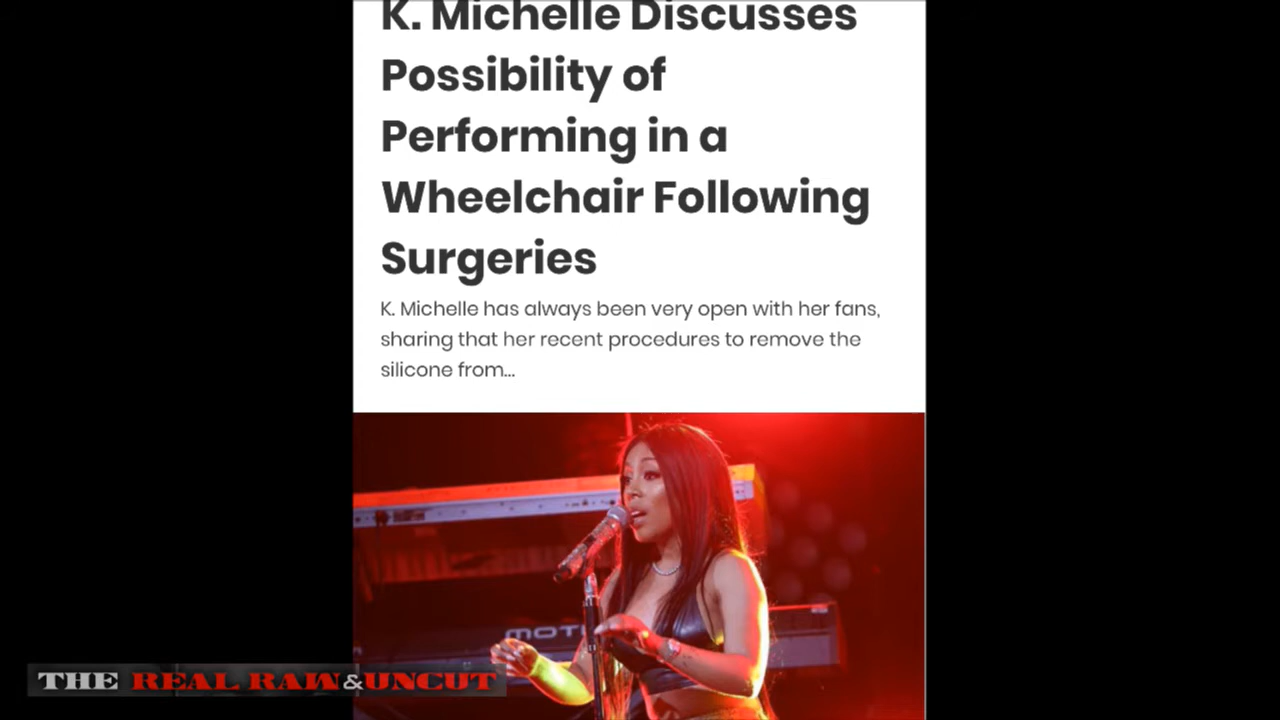 K. Michelle Discusses
Possibility of
Performing in a
Wheelchair Following
Surgeries
K. Michelle has always been very open with her fans,
sharing that her recent procedures to remove the
silicone from...
MOTI
THE REAL RAW&UNCUT